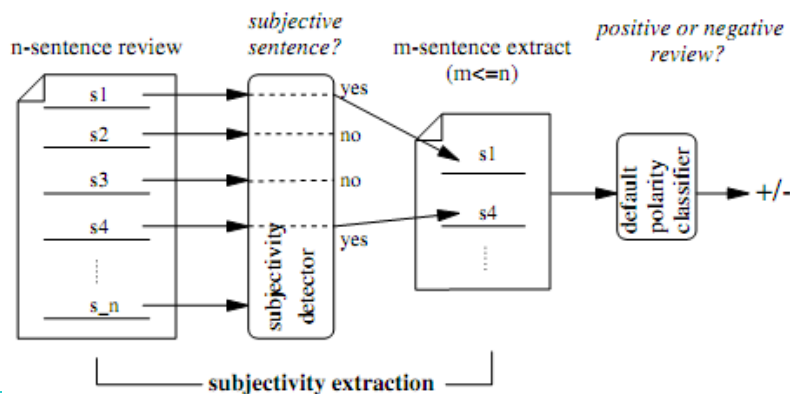 n-sentence review
subjective
sentence?
m-sentence extract
(m<=n)
positive or negative
review?
s1
s2
s3
s4
s_n
subjectivity
detector
yes
no
no
yes
s1
s4
default
polarity
classifier
+/-
subjectivity extraction